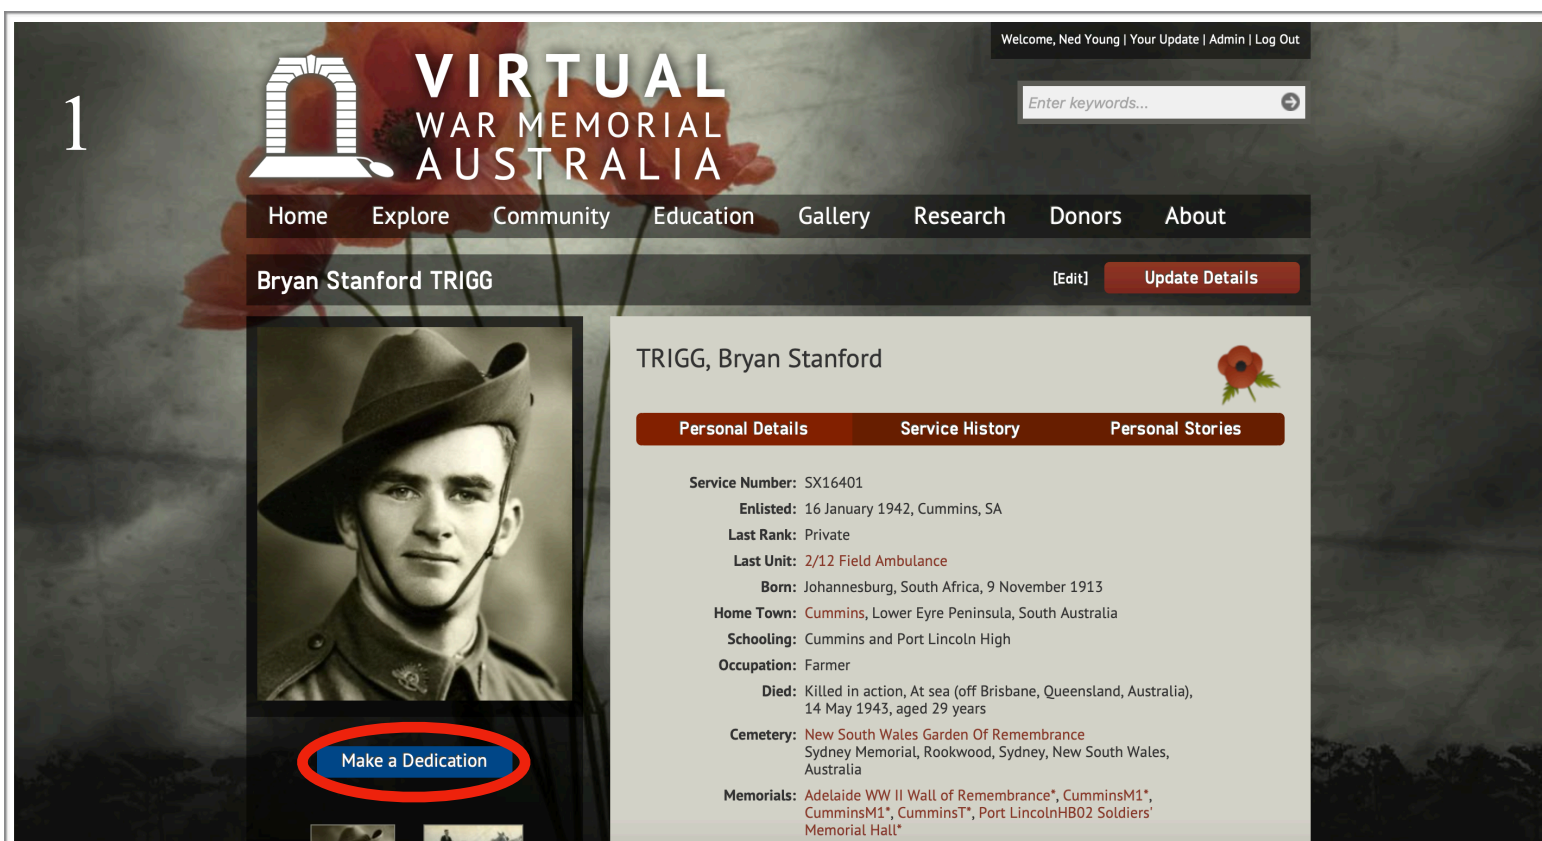 Welcome, Ned Young | Your Update | Admin | Log Out
1
VIRTUAL
WAR MEMORIAL
AUSTRALIA
Enter keywords...
Home Explore Community Education Gallery Research Donors About
Bryan Stanford TRIGG [Edit] Update Details
TRIGG, Bryan Stanford
Personal Details Service History Personal Stories
Service Number: SX16401
Enlisted: 16 January 1942, Cummins, SA
Last Rank: Private
Last Unit: 2/12 Field Ambulance
Born: Johannesburg, South Africa, 9 November 1913
Home Town: Cummins, Lower Eyre Peninsula, South Australia
Schooling: Cummins and Port Lincoln High
Occupation: Farmer
Died: Killed in action, At sea (off Brisbane, Queensland, Australia),
14 May 1943, aged 29 years
Cemetery: New South Wales Garden Of Remembrance
Sydney Memorial, Rookwood, Sydney, New South Wales,
Australia
Memorials: Adelaide WW II Wall of Remembrance*, CumminsM1*,
CumminsM1*, CumminsT*, Port LincolnHB02 Soldiers'
Memorial Hall*
Make a Dedication